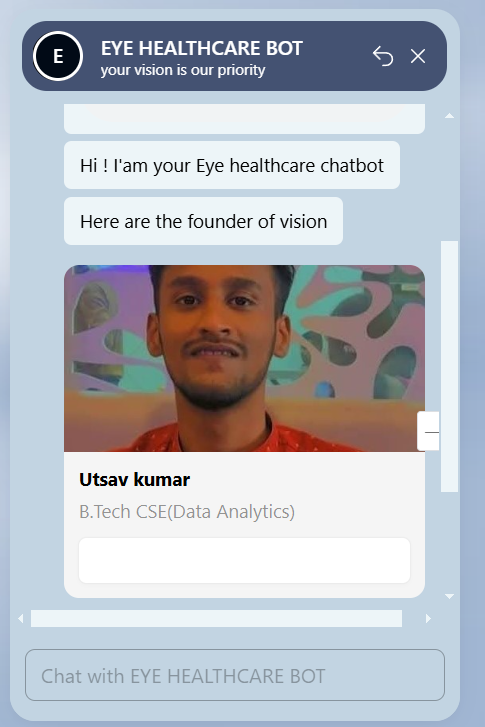 E
EYE HEALTHCARE BOT
your vision is our priority
Hi ! I'am your Eye healthcare chatbot
Here are the founder of vision
Utsav kumar
B.Tech CSE(Data Analytics)
Chat with EYE HEALTHCARE BOT